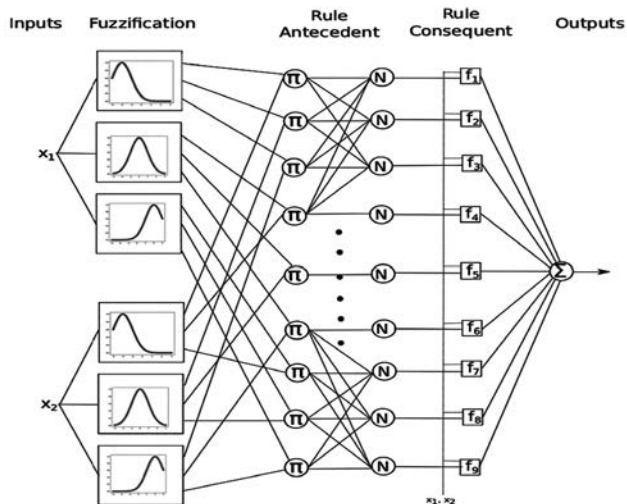 Inputs
Fuzzification
Rule
Antecedent
Rule
Consequent
Outputs
x₁
x₂
π
π
π
π
π
π
π
π
π
N
N
N
N
N
N
N
N
N
f₁
f₂
f₃
f₄
f₅
f₆
f₇
f₈
f₉
Σ
x₁, x₂